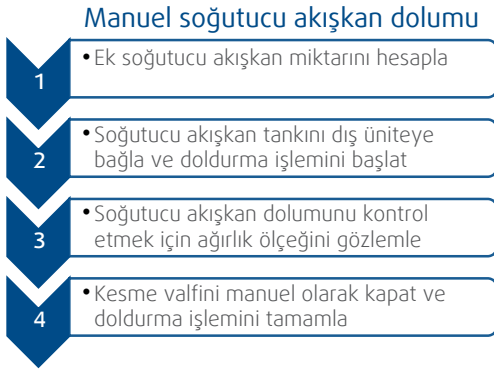 Manuel soğutucu akışkan dolumu
1
• Ek soğutucu akışkan miktarını hesapla
2
• Soğutucu akışkan tankını dış üniteye
bağla ve doldurma işlemini başlat
3
• Soğutucu akışkan dolumunu kontrol
etmek için ağırlık ölçeğini gözlemle
4
• Kesme valfini manuel olarak kapat ve
doldurma işlemini tamamla